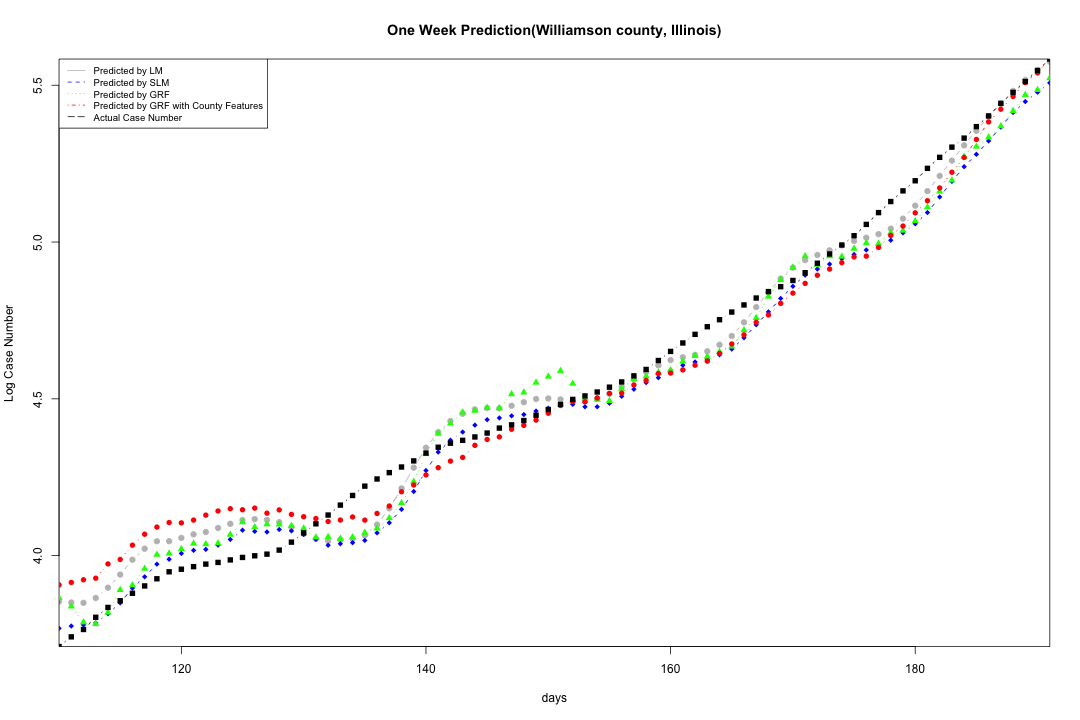 One Week Prediction(Williamson county, Illinois)
Predicted by LM
Predicted by SLM
Predicted by GRF
Predicted by GRF with County Features
Actual Case Number
5.5
5.0
4.5
4.0
Log Case Number
120 140 160 180
days